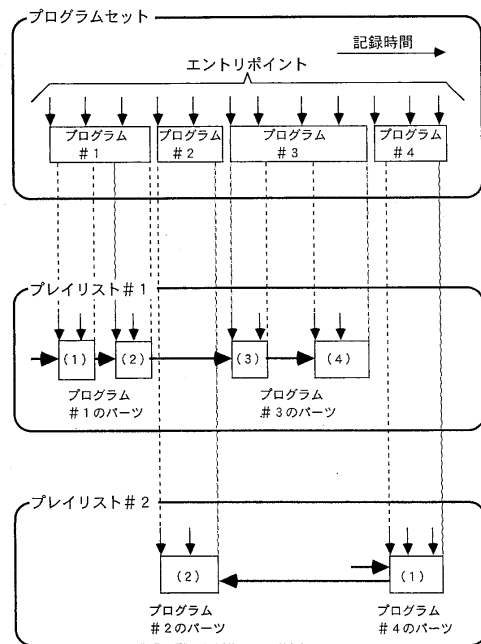 プログラムセット
記録時間
エントリポイント
プログラム
#1
プログラム
#2
プログラム
#3
プログラム
#4
プレイリスト#1
(1)
(2)
(3)
(4)
プログラム
#1のパーツ
プログラム
#3のパーツ
プレイリスト#2
(2)
(1)
プログラム
#2のパーツ
プログラム
#4のパーツ